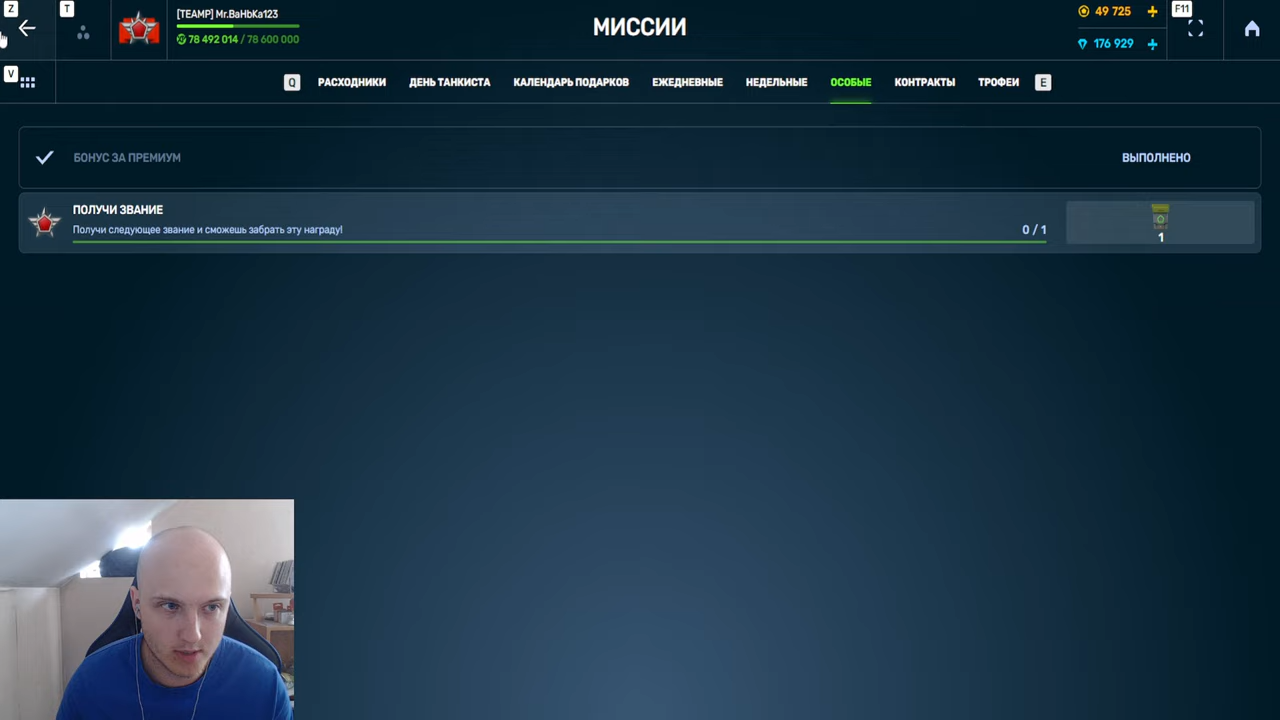 Z
T
[TEAMP] Mr.BaHbKa123
78 492 014 / 78 600 000
МИССИИ
49 725
176 929
F11
V
Q
РАСХОДНИКИ
ДЕНЬ ТАНКИСТА
КАЛЕНДАРЬ ПОДАРКОВ
ЕЖЕДНЕВНЫЕ
НЕДЕЛЬНЫЕ
ОСОБЫЕ
КОНТРАКТЫ
ТРОФЕИ
E
БОНУС ЗА ПРЕМИУМ
ВЫПОЛНЕНО
ПОЛУЧИ ЗВАНИЕ
Получи следующее звание и сможешь забрать эту награду!
0 / 1
1